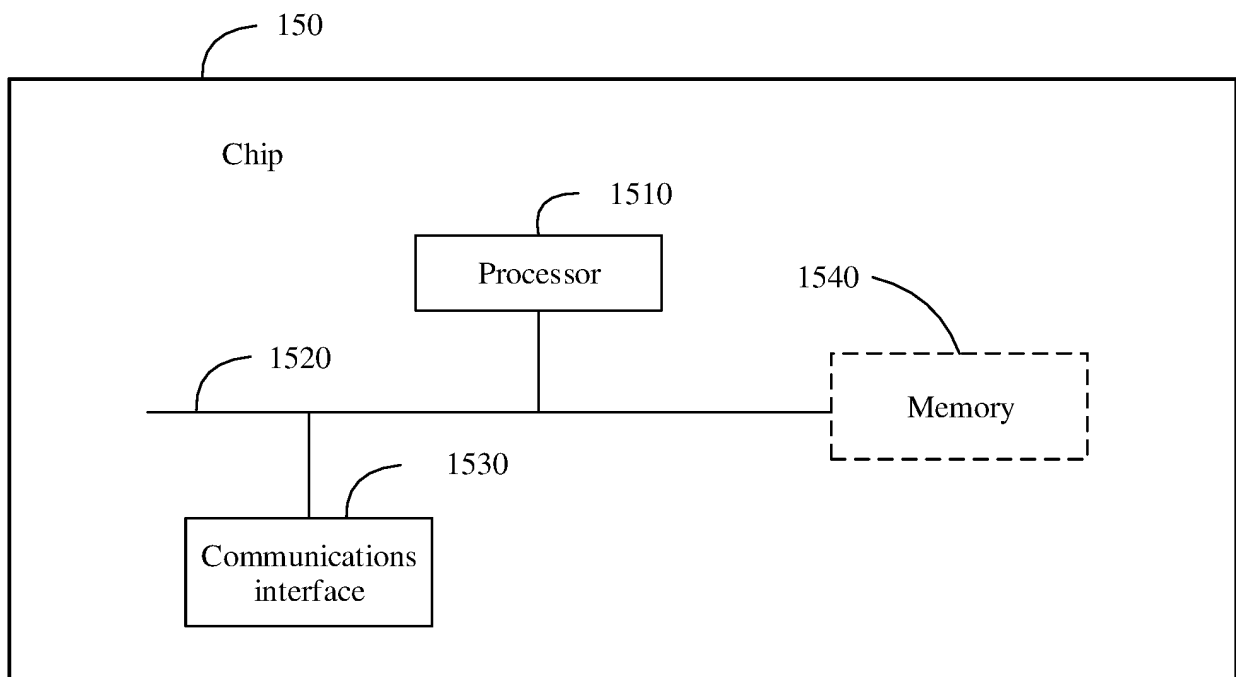 150
Chip
1510
Processor
1540
1520
Memory
1530
Communications
interface